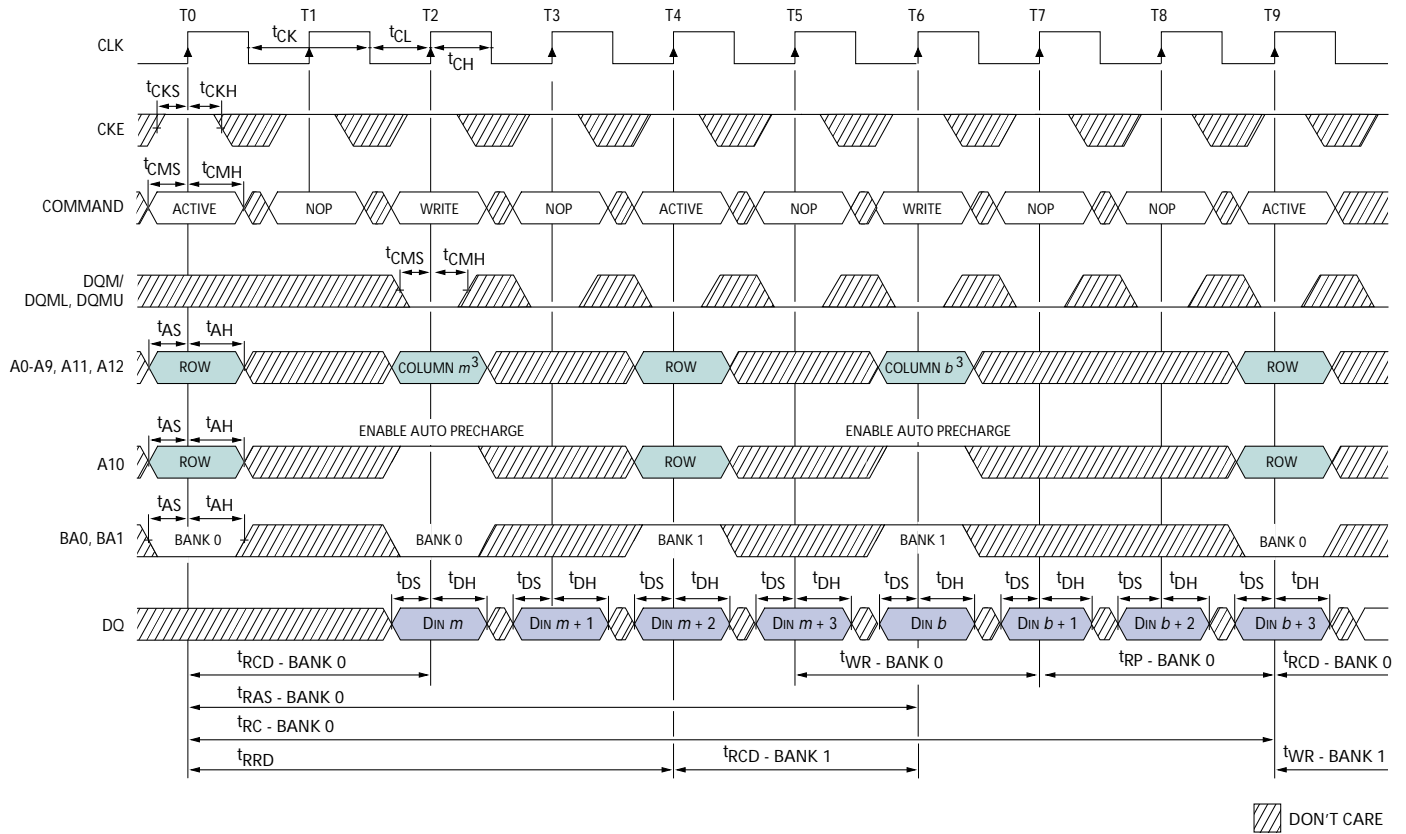 T0 T1 T2 T3 T4 T5 T6 T7 T8 T9
CLK tCK tCL tCH
tCKS tCKH
CKE
tCMS tCMH
COMMAND ACTIVE NOP WRITE NOP ACTIVE NOP WRITE NOP NOP ACTIVE
tCMS tCMH
DQM/
DQML, DQMU
tAS tAH
A0-A9, A11, A12 ROW COLUMN m3 ROW COLUMN b3 ROW
tAS tAH
ENABLE AUTO PRECHARGE ENABLE AUTO PRECHARGE
A10 ROW ROW ROW
tAS tAH
BA0, BA1 BANK 0 BANK 0 BANK 1 BANK 1 BANK 0
tDS tDH tDS tDH tDS tDH tDS tDH tDS tDH tDS tDH tDS tDH tDS tDH
DQ DIN m DIN m + 1 DIN m + 2 DIN m + 3 DIN b DIN b + 1 DIN b + 2 DIN b + 3
tRCD - BANK 0 tWR - BANK 0 tRP - BANK 0 tRCD - BANK 0
tRAS - BANK 0
tRC - BANK 0
tRRD tRCD - BANK 1 tWR - BANK 1
DON'T CARE